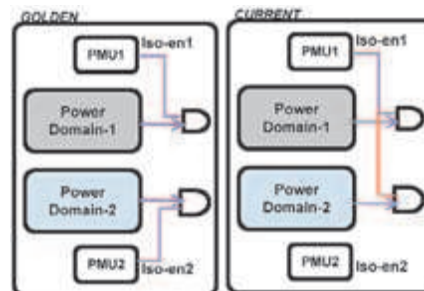 GOLDEN
PMU1
Iso-en1
Power
Domain-1
Power
Domain-2
PMU2
Iso-en2
CURRENT
PMU1
Iso-en1
Power
Domain-1
Power
Domain-2
PMU2
Iso-en2